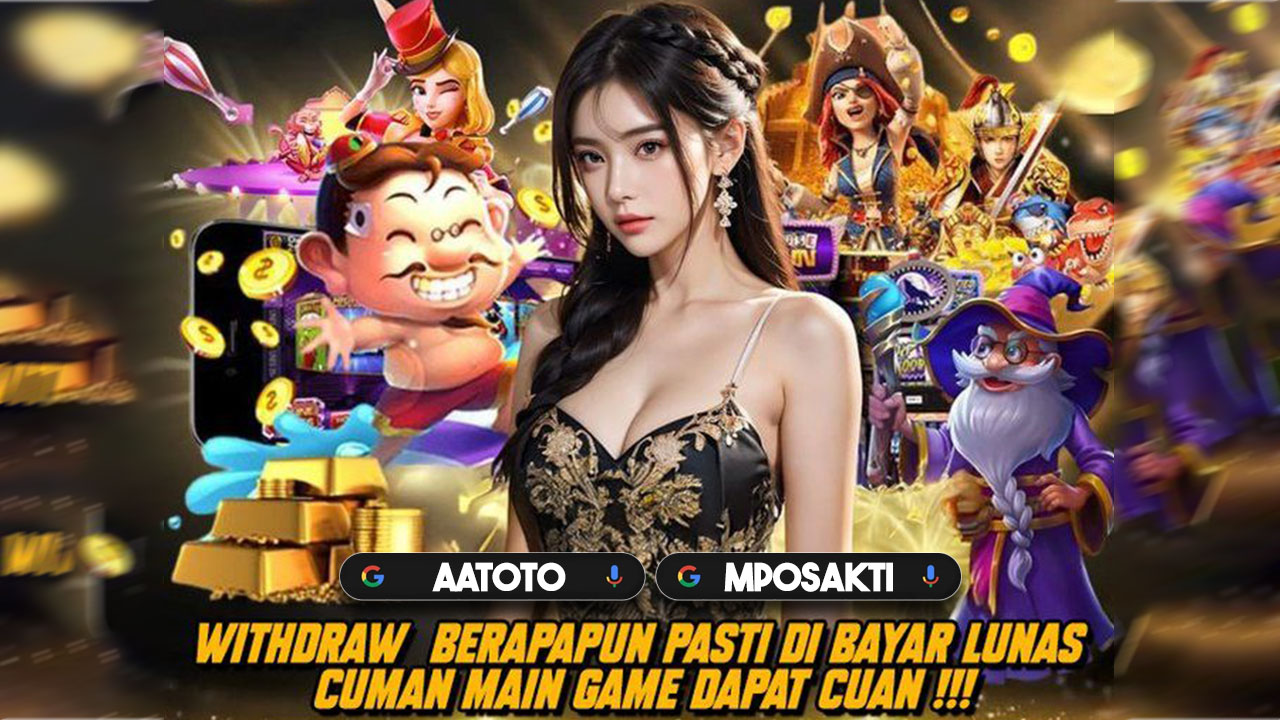 AATOTO
MPOSAKTI
WITHDRAW BERAPAPUN PASTI DI BAYAR LUNAS
CUMAN MAIN GAME DAPAT CUAN !!!